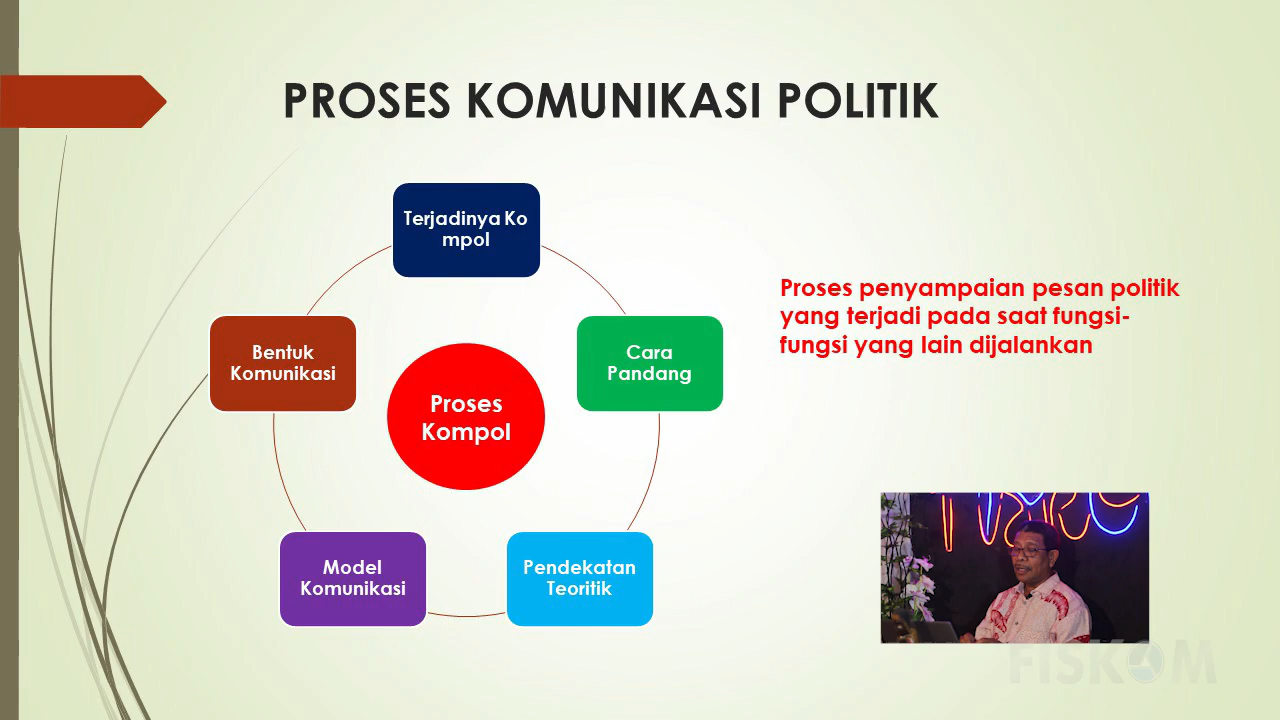 PROSES KOMUNIKASI POLITIK
Terjadinya Ko
mpol
Cara
Pandang
Pendekatan
Teoritik
Model
Komunikasi
Bentuk
Komunikasi
Proses
Kompol
Proses penyampaian pesan politik
yang terjadi pada saat fungsi-
fungsi yang lain dijalankan
FISKOM